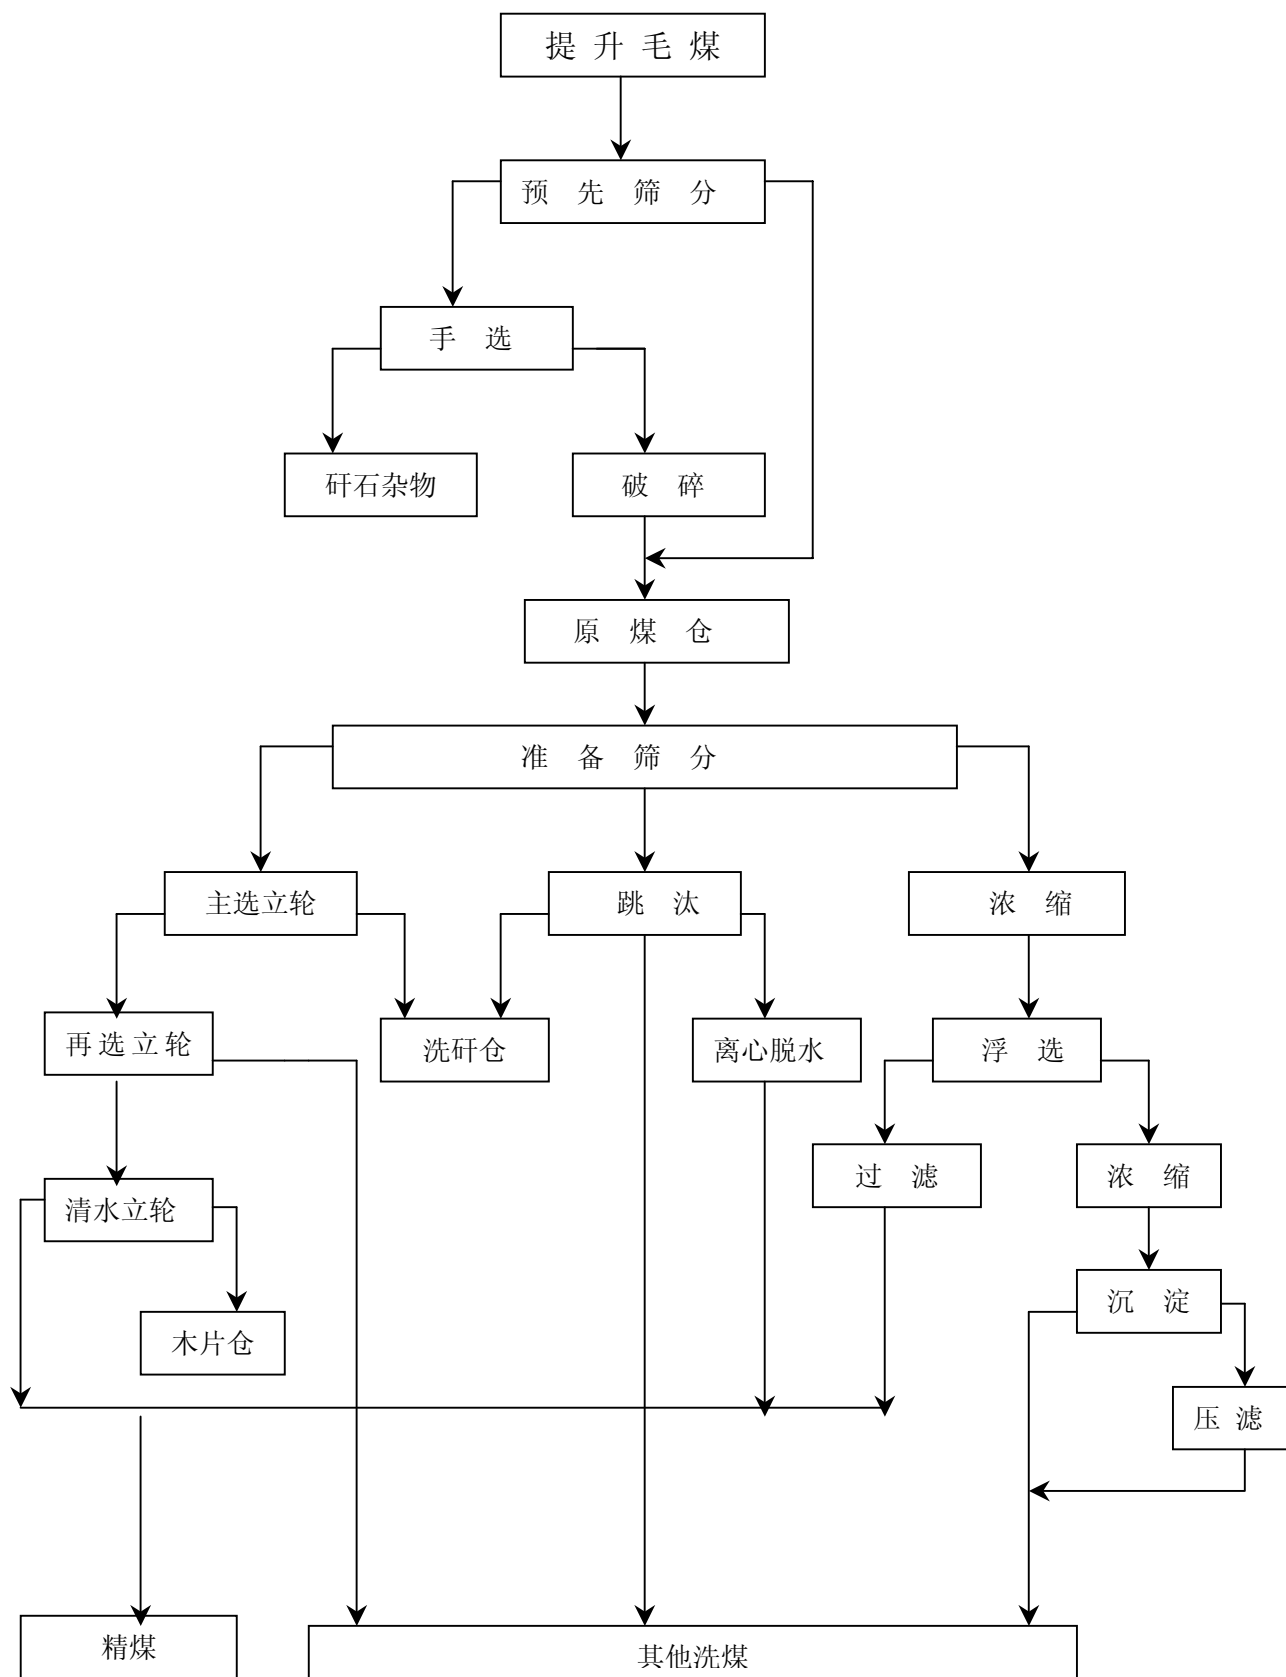 提升毛煤
预先筛分
手选
矸石杂物
破碎
原煤仓
准备筛分
主选立轮
跳汰
浓缩
再选立轮
洗矸仓
离心脱水
浮选
过滤
浓缩
清水立轮
沉淀
木片仓
压滤
精煤
其他洗煤